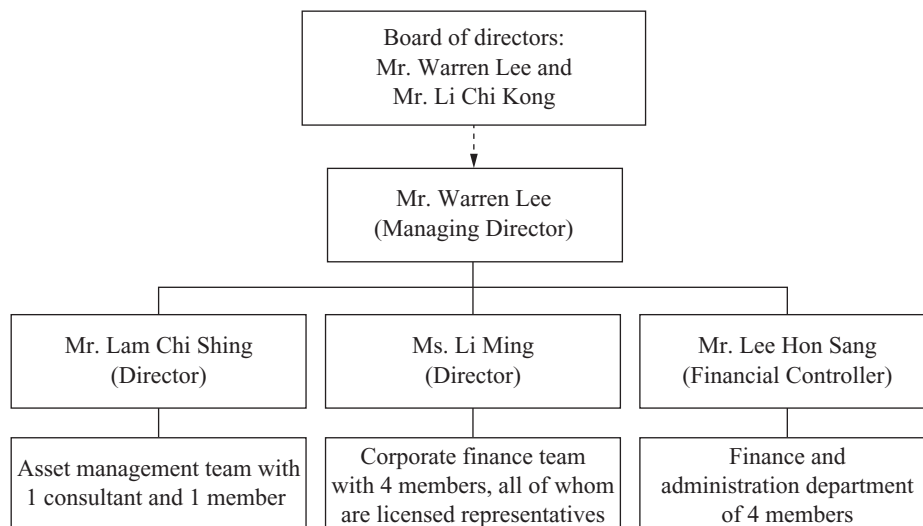 Board of directors:
Mr. Warren Lee and
Mr. Li Chi Kong
Mr. Warren Lee
(Managing Director)
Mr. Lam Chi Shing
(Director)
Ms. Li Ming
(Director)
Mr. Lee Hon Sang
(Financial Controller)
Asset management team with
1 consultant and 1 member
Corporate finance team
with 4 members, all of whom
are licensed representatives
Finance and
administration department
of 4 members